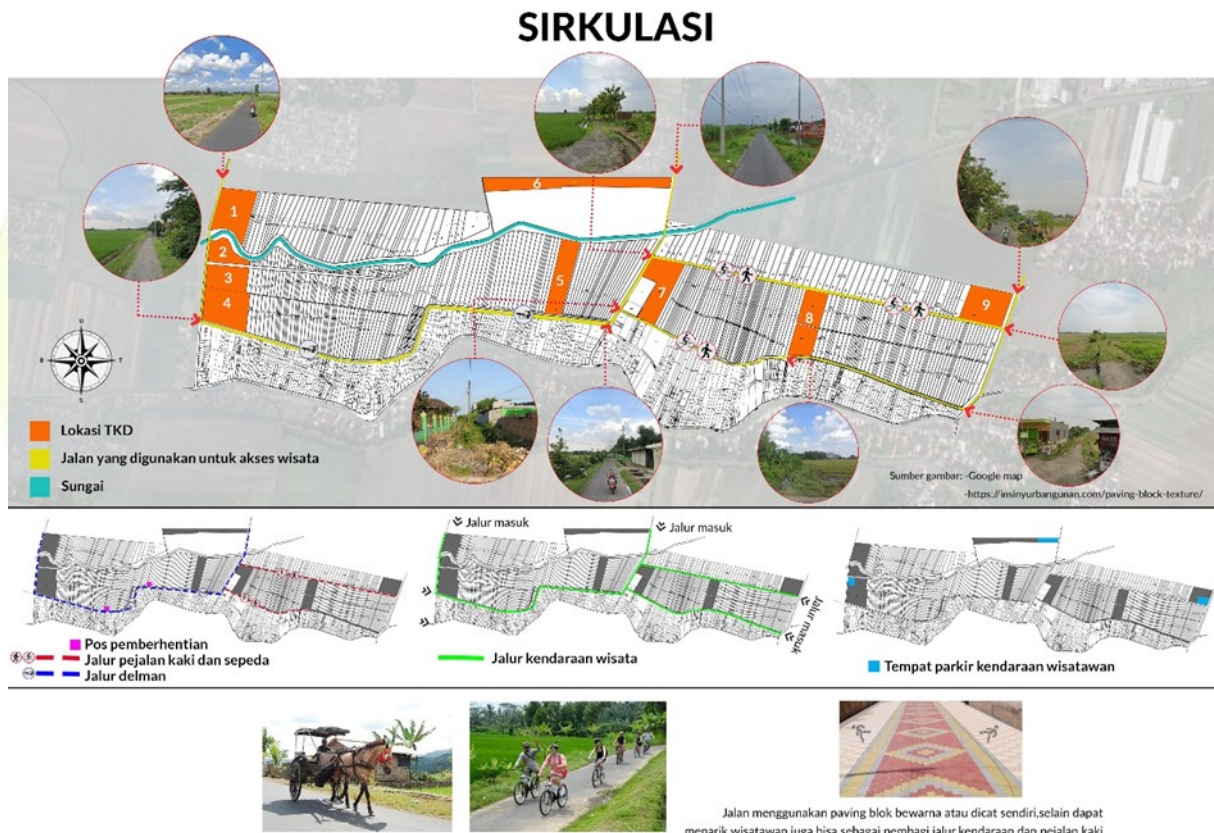 SIRKULASI
1
2
3
4
5
6
7
8
9
U
B
T
S
Lokasi TKD
Jalan yang digunakan untuk akses wisata
Sungai
Sumber gambar: -Google map
-https://insinyurbangunan.com/paving-block-texture/
Pos pemberhentian
Jalur pejalan kaki dan sepeda
Jalur delman
Jalur masuk
Jalur masuk
Jalur masuk
Jalur kendaraan wisata
Tempat parkir kendaraan wisatawan
Jalan menggunakan paving blok bewarna atau dicat sendiri,selain dapat
menarik wisatawan juga bisa sebagai pembagi jalur kendaraan dan pejalan kaki